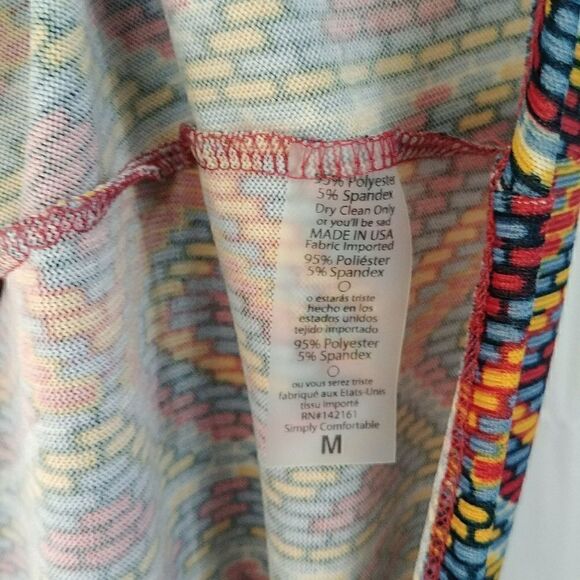 95% Polyester
5% Spandex
Dry Clean Only
or you'll be sad
MADE IN USA
Fabric Imported
95% Poliéster
5% Spandex
o estarás triste
hecho en los
estados unidos
tejido importado
95% Polyester
5% Spandex
ou vous serez triste
fabriqué aux Etats-Unis
tissu importé
RN#142161
Simply Comfortable
M